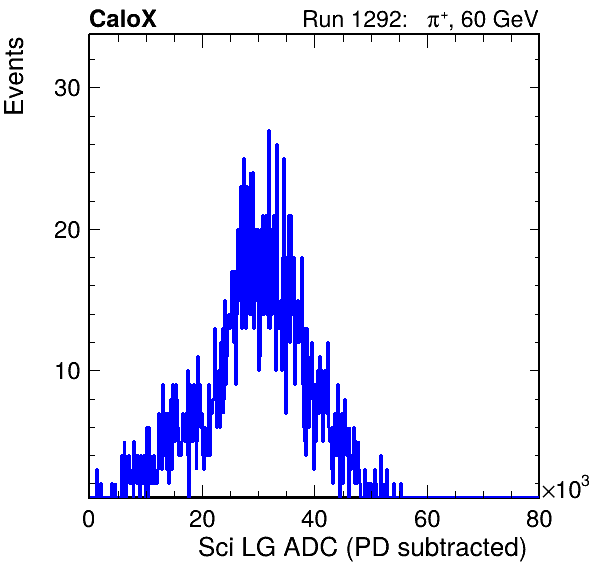 CaloX Run 1292: π⁺, 60 GeV
Events
30
20
10
0 20 40 60 80
×10³
Sci LG ADC (PD subtracted)